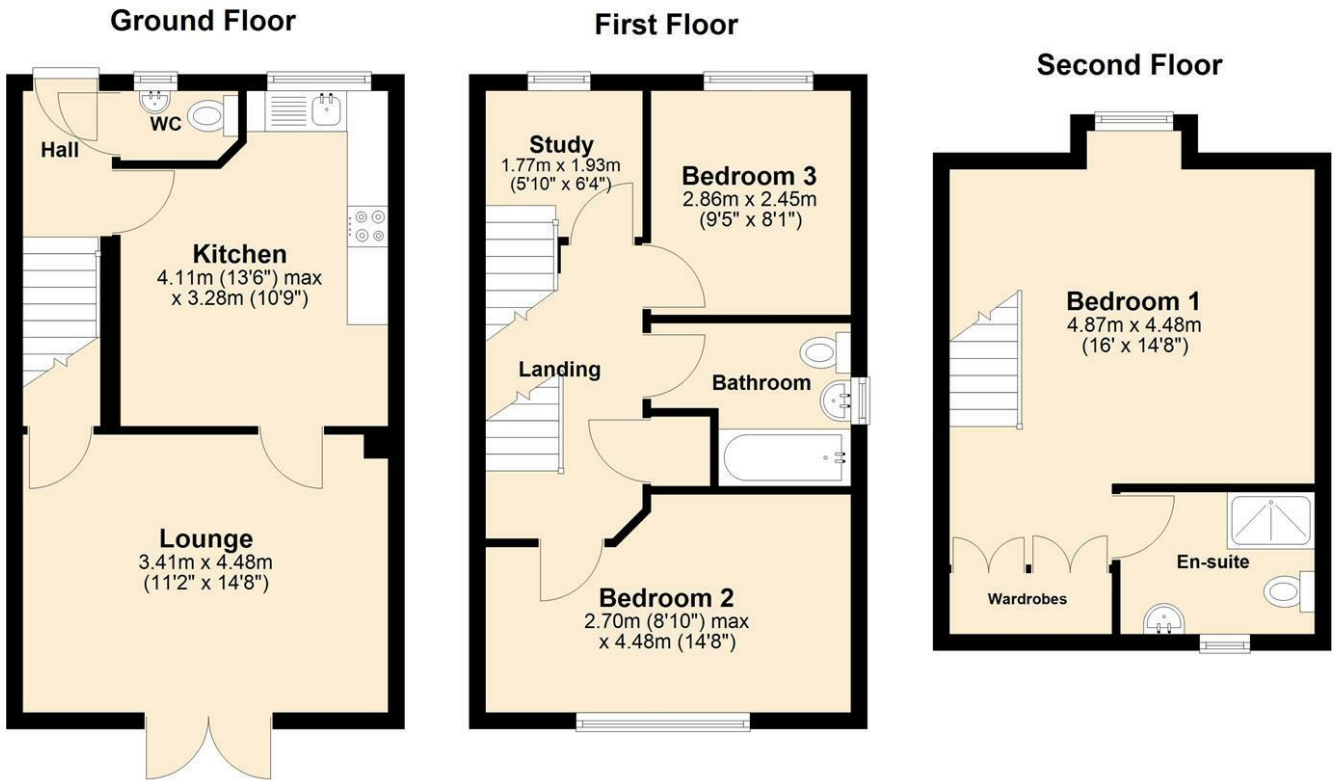 Ground Floor
WC
Hall
Kitchen
4.11m (13'6") max
x 3.28m (10'9")
Lounge
3.41m x 4.48m
(11'2" x 14'8")
First Floor
Study
1.77m x 1.93m
(5'10" x 6'4")
Bedroom 3
2.86m x 2.45m
(9'5" x 8'1")
Landing
Bathroom
Bedroom 2
2.70m (8'10") max
x 4.48m (14'8")
Second Floor
Bedroom 1
4.87m x 4.48m
(16' x 14'8")
En-suite
Wardrobes